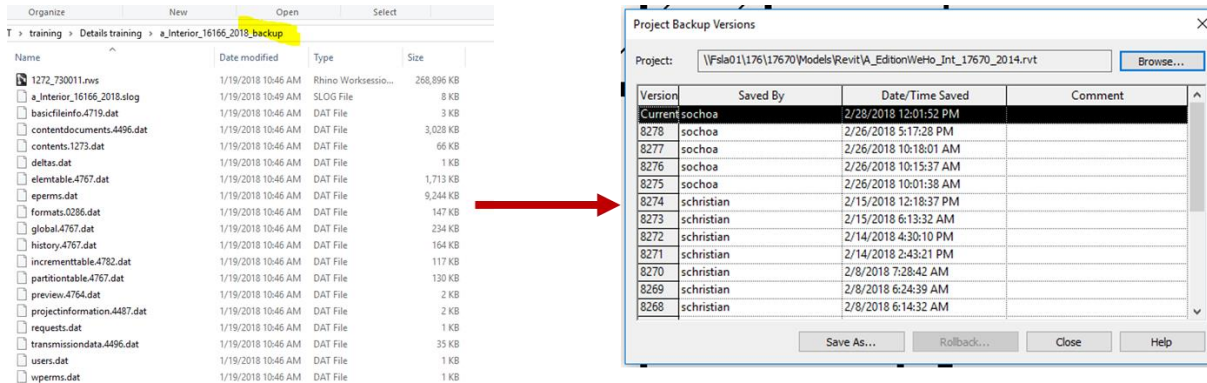 Organize New Open Select
T > training > Details training > a_Interior_16166_2018_backup
Name Date modified Type Size
1272_730011.rws 1/19/2018 10:46 AM Rhino Worksessio... 268,896 KB
a_Interior_16166_2018.slog 1/19/2018 10:49 AM SLOG File 8 KB
basicfileinfo.4719.dat 1/19/2018 10:46 AM DAT File 3 KB
contentdocuments.4496.dat 1/19/2018 10:46 AM DAT File 3,028 KB
contents.1273.dat 1/19/2018 10:46 AM DAT File 66 KB
deltas.dat 1/19/2018 10:46 AM DAT File 1 KB
elemtable.4767.dat 1/19/2018 10:46 AM DAT File 1,713 KB
eperms.dat 1/19/2018 10:46 AM DAT File 9,244 KB
formats.0286.dat 1/19/2018 10:46 AM DAT File 147 KB
global.4767.dat 1/19/2018 10:46 AM DAT File 234 KB
history.4767.dat 1/19/2018 10:46 AM DAT File 164 KB
incrementtable.4782.dat 1/19/2018 10:46 AM DAT File 117 KB
partitiontable.4767.dat 1/19/2018 10:46 AM DAT File 130 KB
preview.4764.dat 1/19/2018 10:46 AM DAT File 2 KB
projectinformation.4487.dat 1/19/2018 10:46 AM DAT File 2 KB
requests.dat 1/19/2018 10:46 AM DAT File 1 KB
transmissiondata.4496.dat 1/19/2018 10:46 AM DAT File 35 KB
users.dat 1/19/2018 10:46 AM DAT File 1 KB
wperms.dat 1/19/2018 10:46 AM DAT File 1 KB
Project Backup Versions
Project: \\Fsla01\176\17670\Models\Revit\A_EditionWeHo_Int_17670_2014.rvt Browse...
Version Saved By Date/Time Saved Comment
Current sochoa 2/28/2018 12:01:52 PM
8278 sochoa 2/26/2018 5:17:28 PM
8277 sochoa 2/26/2018 10:18:01 AM
8276 sochoa 2/26/2018 10:15:37 AM
8275 sochoa 2/26/2018 10:01:38 AM
8274 schristian 2/15/2018 12:18:37 PM
8273 schristian 2/15/2018 6:13:32 AM
8272 schristian 2/14/2018 4:30:10 PM
8271 schristian 2/14/2018 2:43:21 PM
8270 schristian 2/8/2018 7:28:42 AM
8269 schristian 2/8/2018 6:24:39 AM
8268 schristian 2/8/2018 6:14:32 AM
Save As... Rollback... Close Help